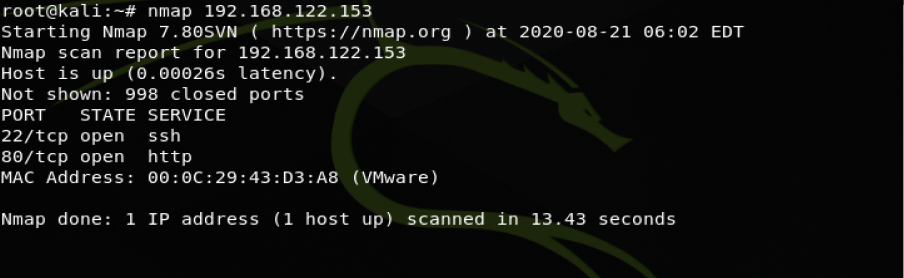 root@kali:~# nmap 192.168.122.153
Starting Nmap 7.80SVN ( https://nmap.org ) at 2020-08-21 06:02 EDT
Nmap scan report for 192.168.122.153
Host is up (0.00026s latency).
Not shown: 998 closed ports
PORT   STATE SERVICE
22/tcp open  ssh
80/tcp open  http
MAC Address: 00:0C:29:43:D3:A8 (VMware)
Nmap done: 1 IP address (1 host up) scanned in 13.43 seconds